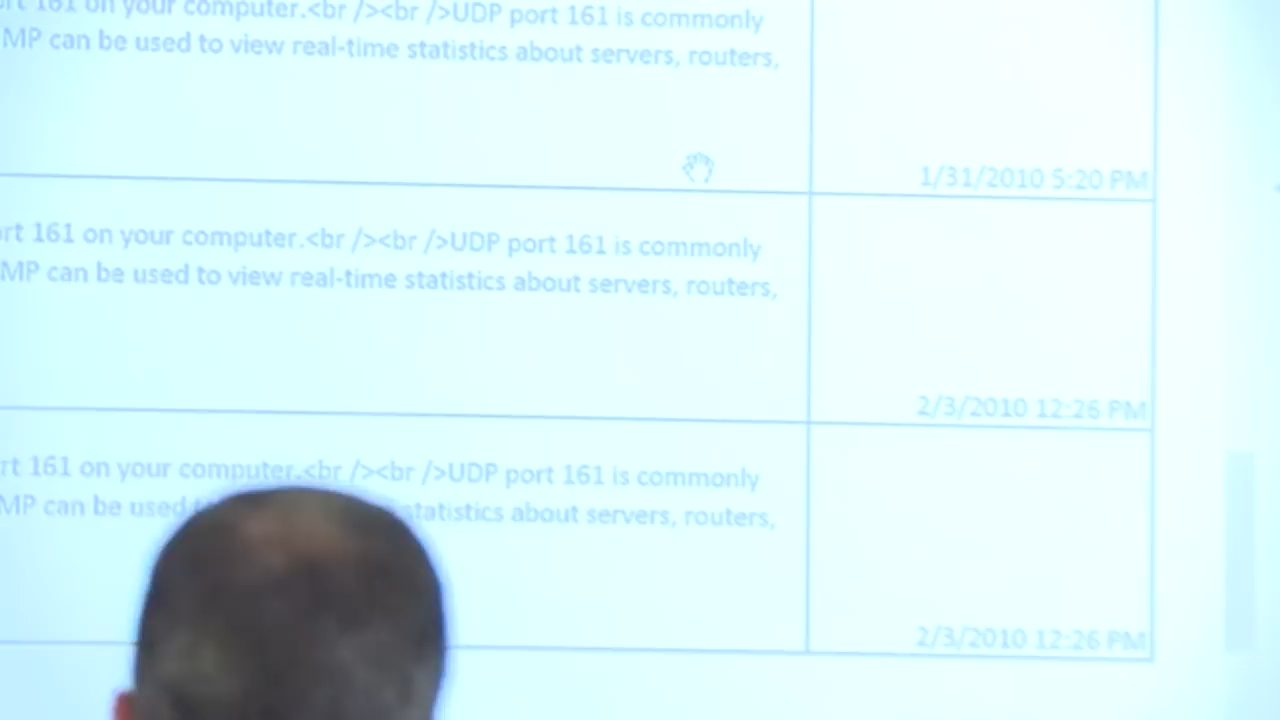 rt 161 on your computer.<br /><br />UDP port 161 is commonly
MP can be used to view real-time statistics about servers, routers,
1/31/2010 5:20 PM
ort 161 on your computer.<br /><br />UDP port 161 is commonly
MP can be used to view real-time statistics about servers, routers,
2/3/2010 12:26 PM
rt 161 on your computer.<br /><br />UDP port 161 is commonly
MP can be used statistics about servers, routers,
2/3/2010 12:26 PM